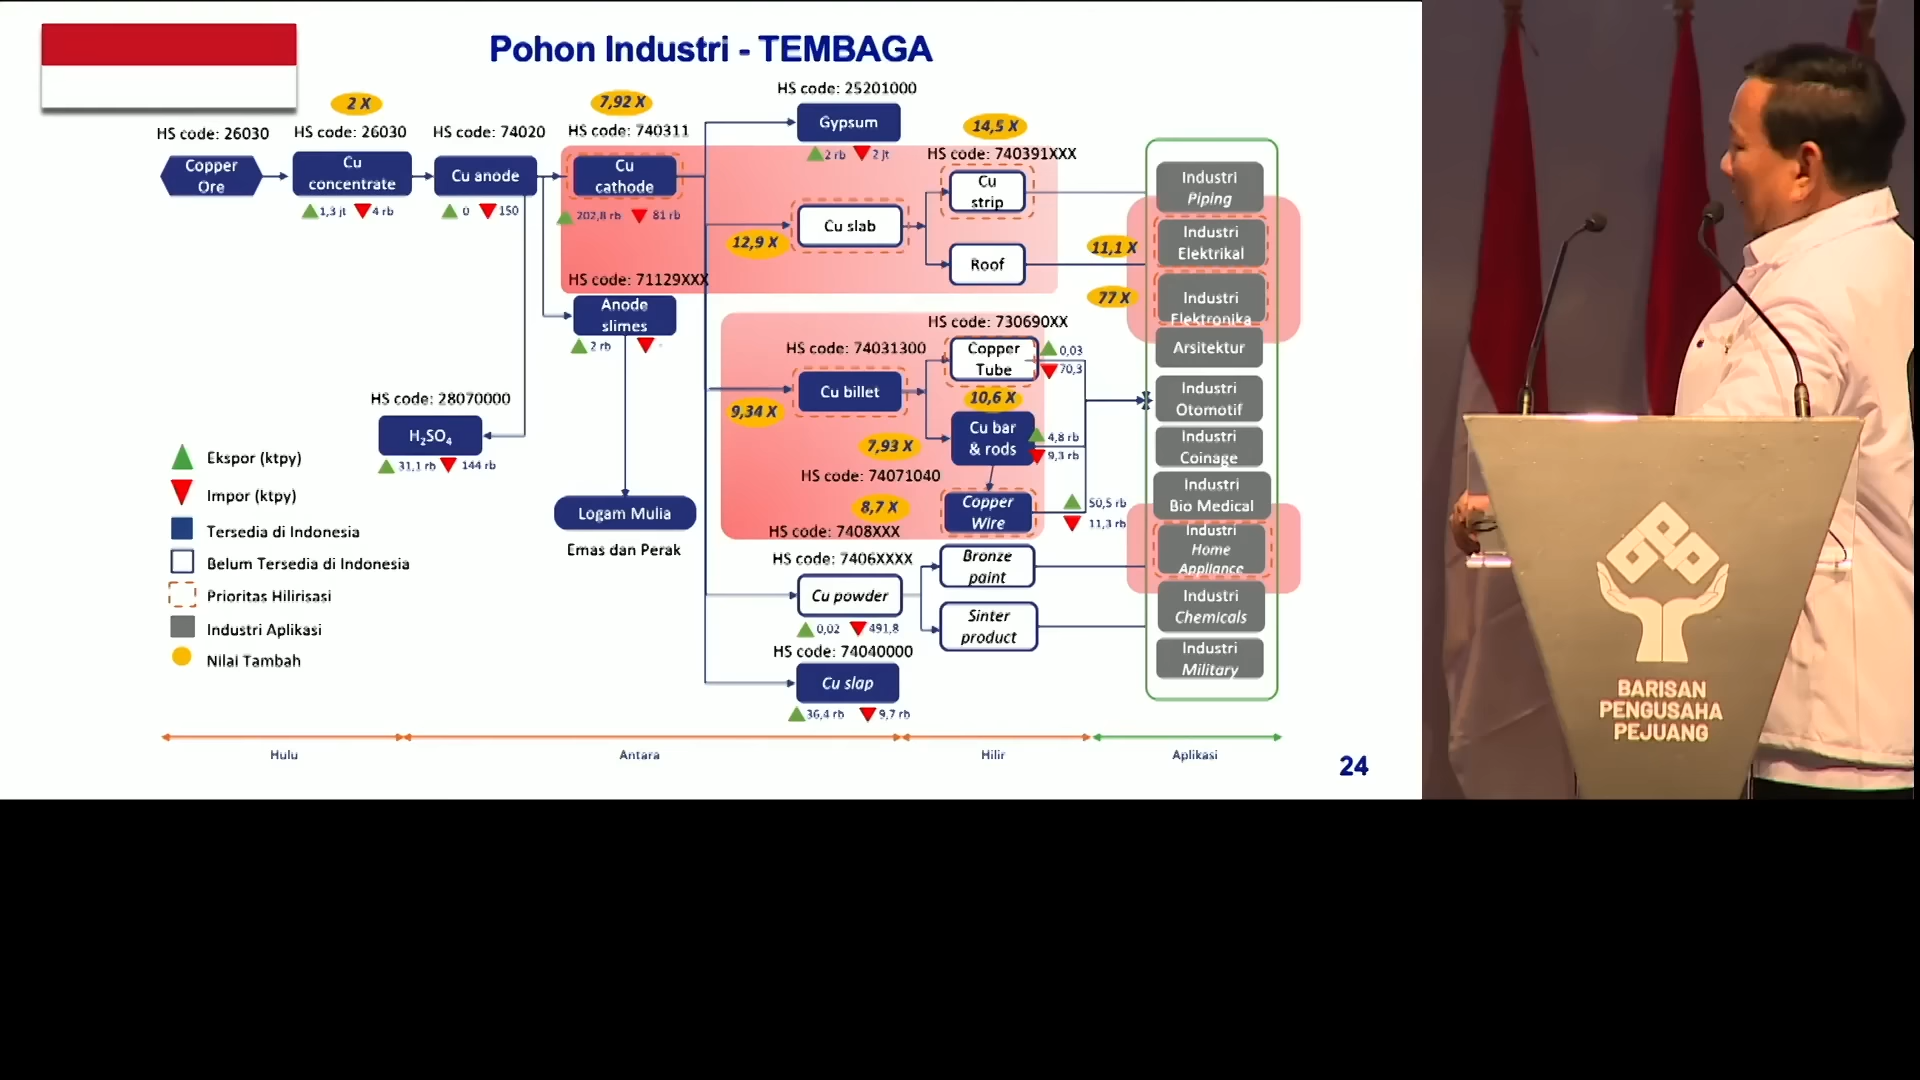 Pohon Industri - TEMBAGA
2 X
HS code: 26030
Copper
Ore
HS code: 26030
Cu
concentrate
1,3 jt
4 rb
HS code: 74020
Cu anode
0
150
7,92 X
HS code: 740311
Cu
cathode
202,8 rb
81 rb
HS code: 71129XXX
Anode
slimes
2 rb
-
HS code: 28070000
H₂SO₄
31,1 rb
144 rb
Logam Mulia
Emas dan Perak
HS code: 25201000
Gypsum
2 rb
2 jt
12,9 X
Cu slab
14,5 X
HS code: 740391XXX
Cu
strip
Roof
9,34 X
HS code: 74031300
Cu billet
HS code: 730690XX
Copper
Tube
0,03
70,3
10,6 X
7,93 X
Cu bar
& rods
4,8 rb
9,3 rb
HS code: 74071040
8,7 X
Copper
Wire
50,5 rb
11,3 rb
HS code: 7408XXX
HS code: 7406XXXX
Cu powder
0,02
491,8
Bronze
paint
Sinter
product
HS code: 74040000
Cu slap
36,4 rb
9,7 rb
11,1 X
77 X
Industri
Piping
Industri
Elektrikal
Industri
Elektronika
Arsitektur
Industri
Otomotif
Industri
Coinage
Industri
Bio Medical
Industri
Home
Appliance
Industri
Chemicals
Industri
Military
Ekspor (ktpy)
Impor (ktpy)
Tersedia di Indonesia
Belum Tersedia di Indonesia
Prioritas Hilirisasi
Industri Aplikasi
Nilai Tambah
Hulu
Antara
Hilir
Aplikasi
24
BARISAN
PENGUSAHA
PEJUANG